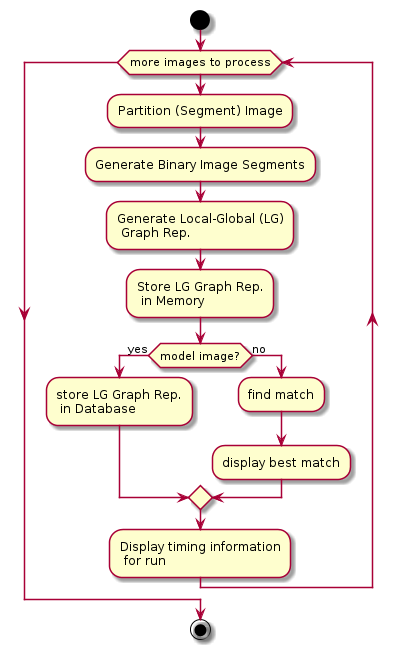 more images to process
Partition (Segment) Image
Generate Binary Image Segments
Generate Local-Global (LG)
Graph Rep.
Store LG Graph Rep.
in Memory
yes
model image?
no
store LG Graph Rep.
in Database
find match
display best match
Display timing information
for run